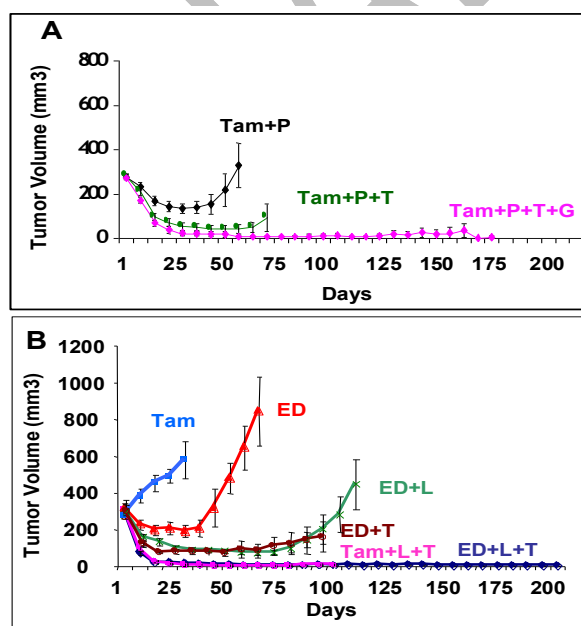 A
800
600
400
200
0
Tumor Volume (mm3)
Tam+P
Tam+P+T
Tam+P+T+G
1 25 50 75 100 125 150 175 200
Days
B
1200
1000
800
600
400
200
0
Tumor Volume (mm3)
Tam
ED
ED+L
ED+T
Tam+L+T
ED+L+T
1 25 50 75 100 125 150 175 200
Days